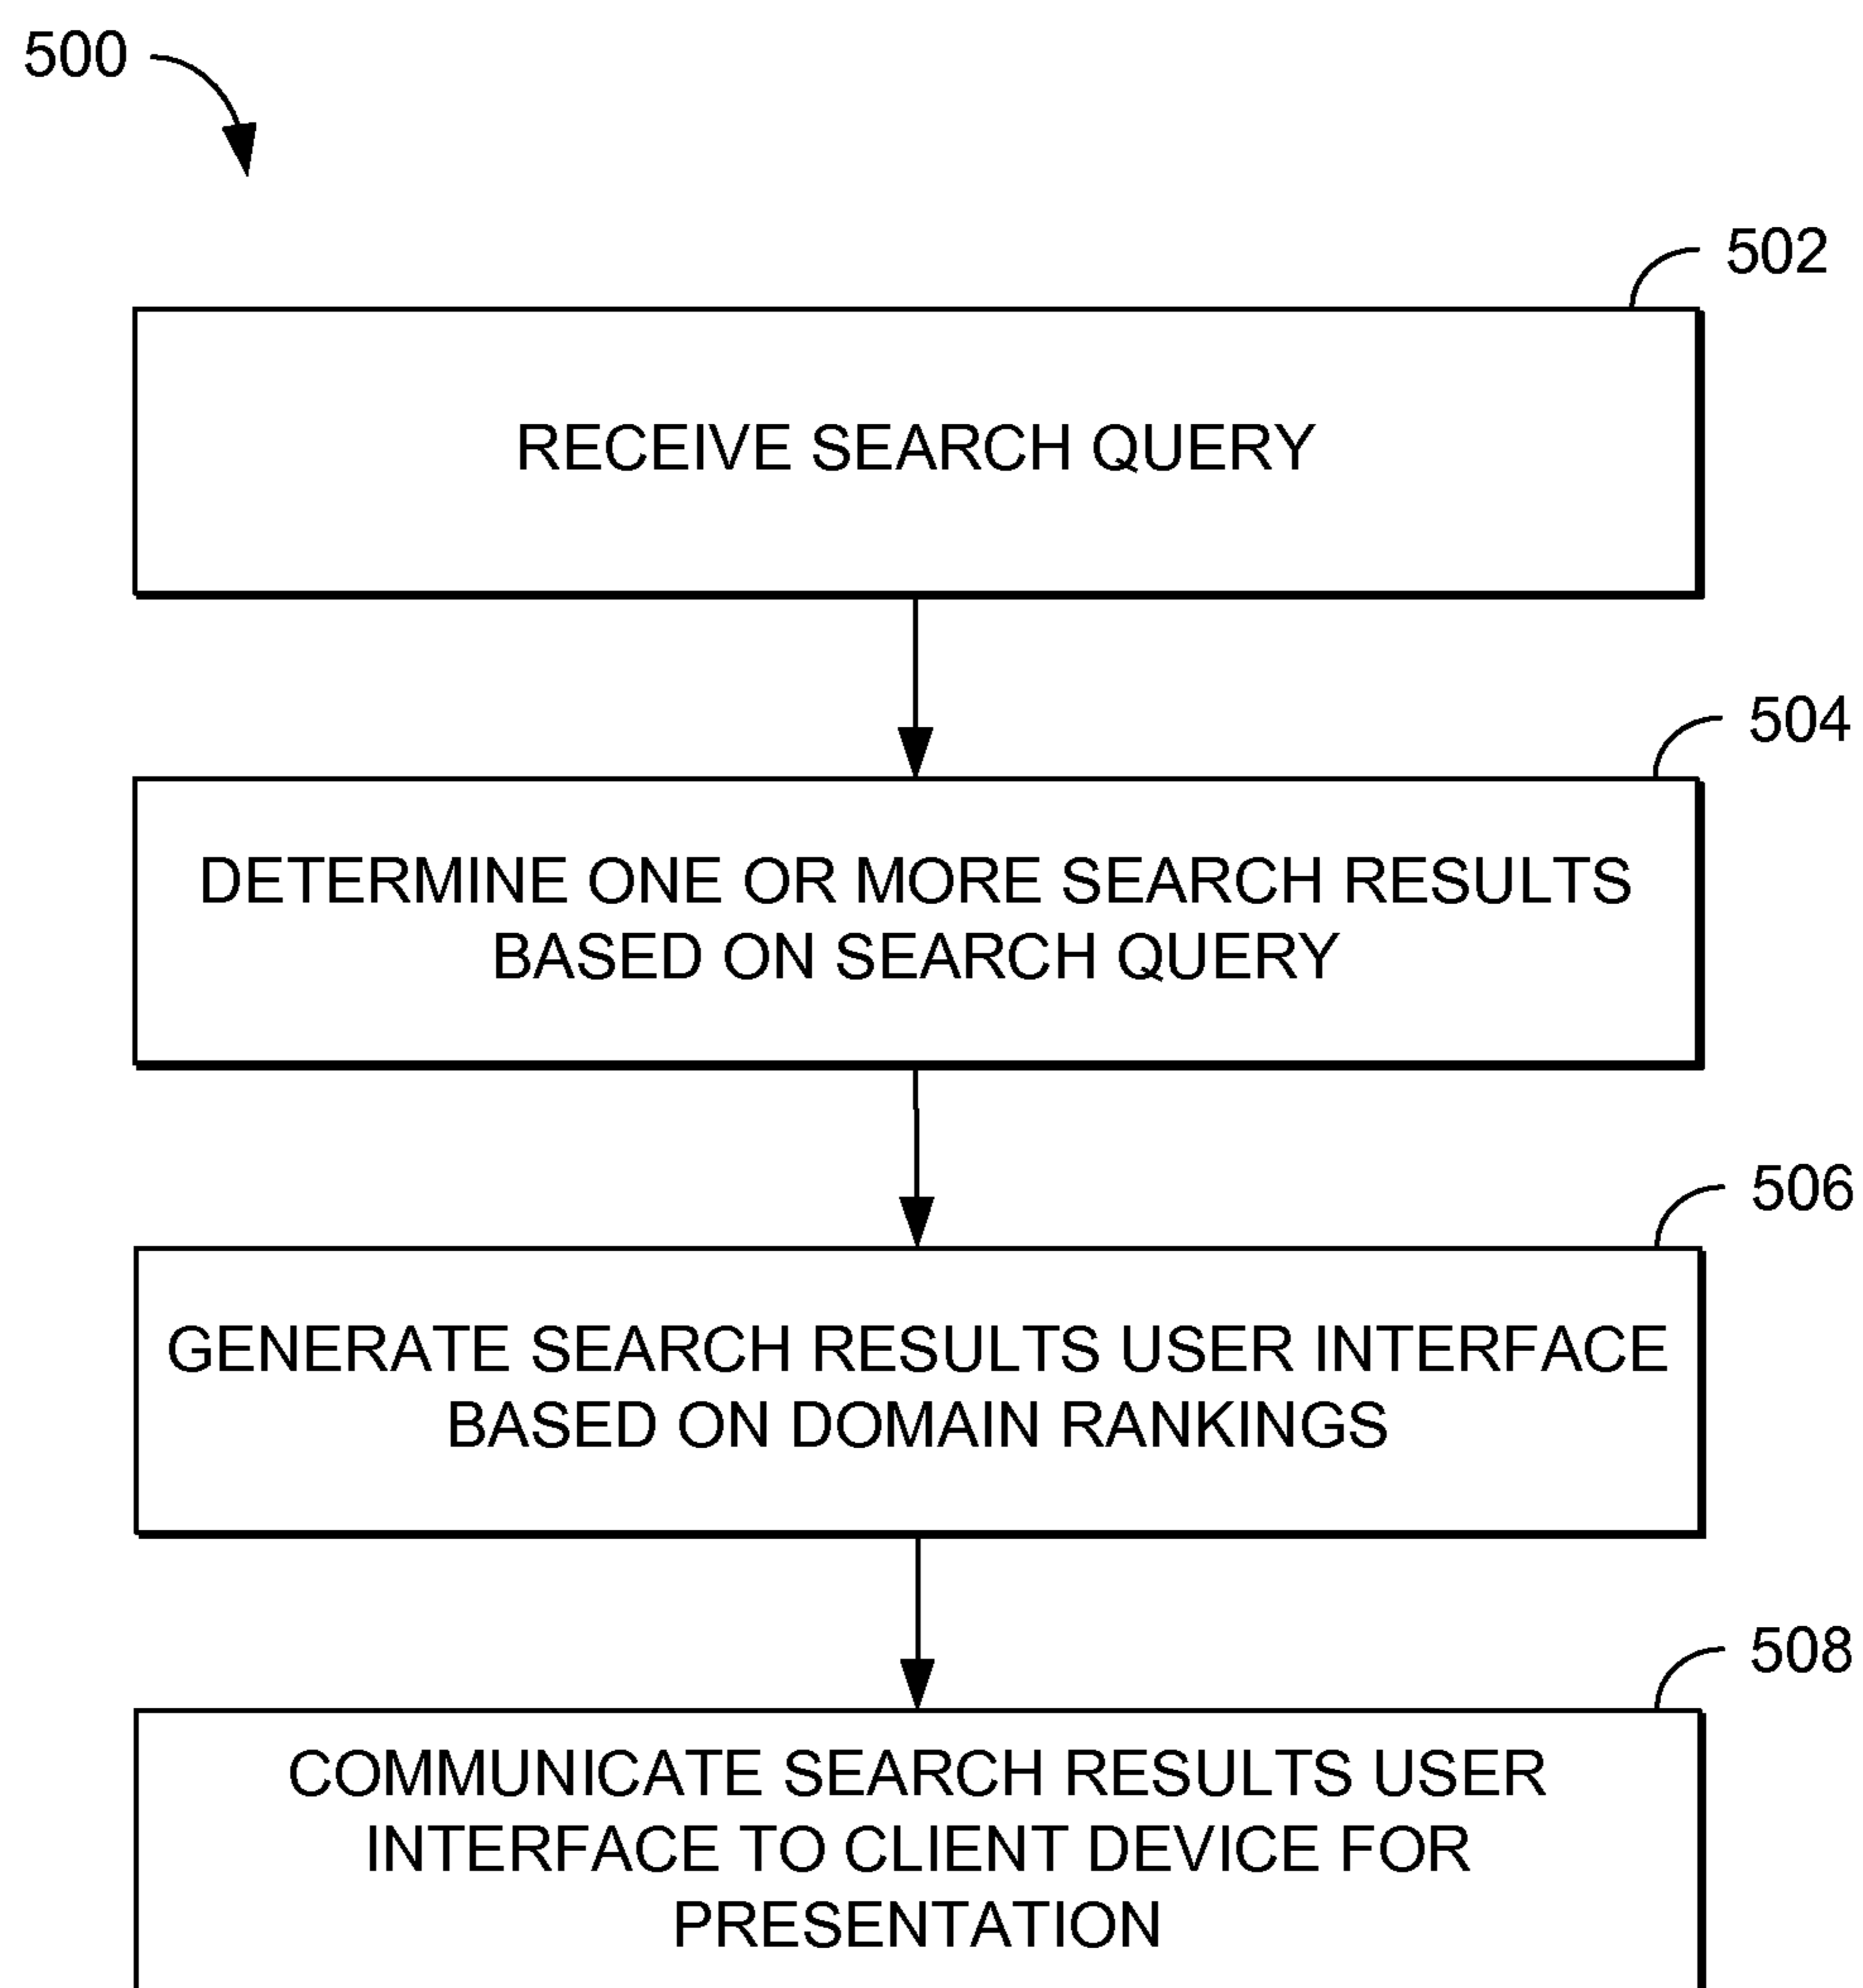 500
502
RECEIVE SEARCH QUERY
504
DETERMINE ONE OR MORE SEARCH RESULTS
BASED ON SEARCH QUERY
506
GENERATE SEARCH RESULTS USER INTERFACE
BASED ON DOMAIN RANKINGS
508
COMMUNICATE SEARCH RESULTS USER
INTERFACE TO CLIENT DEVICE FOR
PRESENTATION